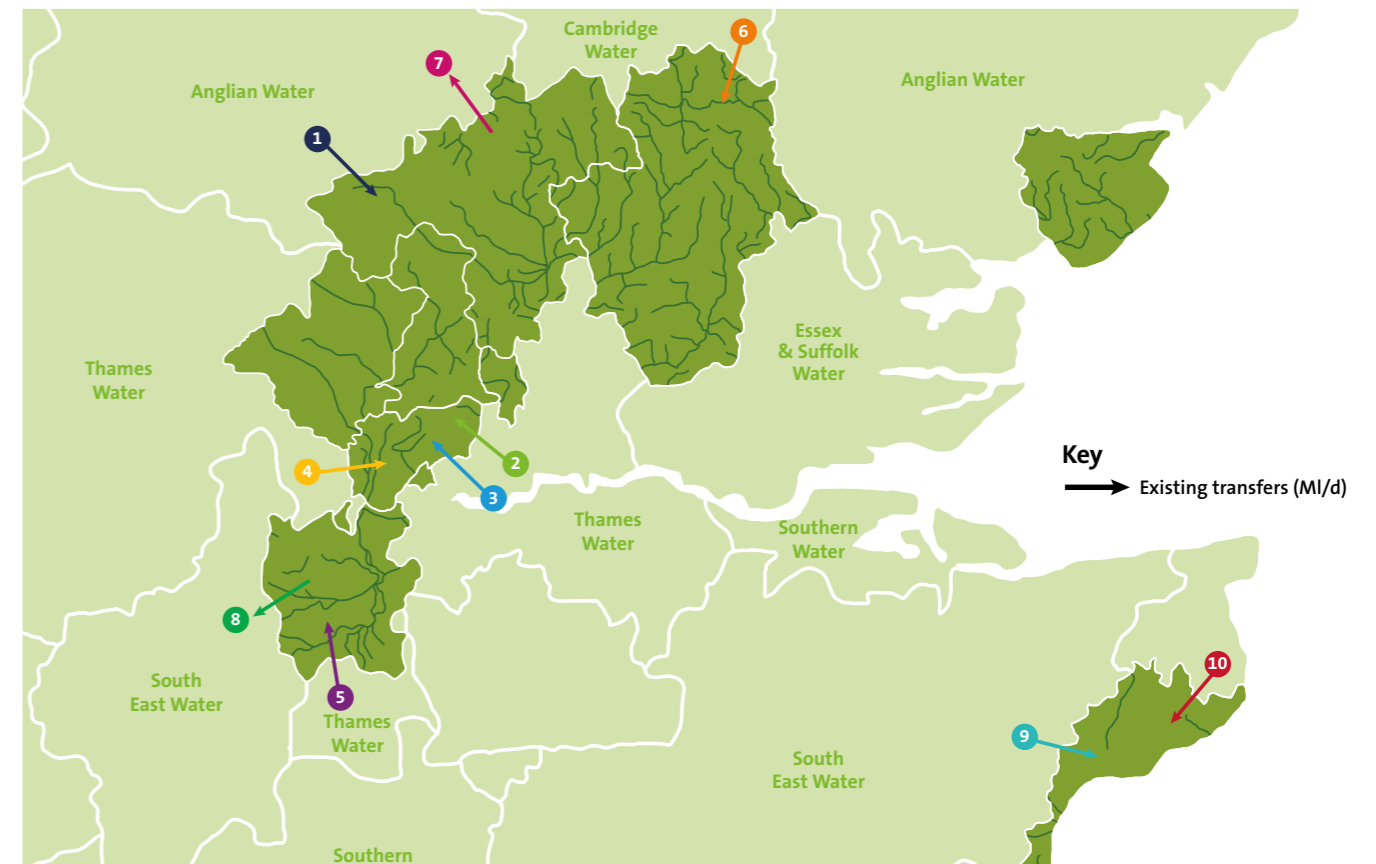 Cambridge
Water
6
7
Anglian Water
Anglian Water
1
Essex
& Suffolk
Water
Thames
Water
Key
Existing transfers (Ml/d)
4
2
3
Thames
Water
Southern
Water
8
South
East Water
5
Thames
Water
10
9
South
East Water
Southern